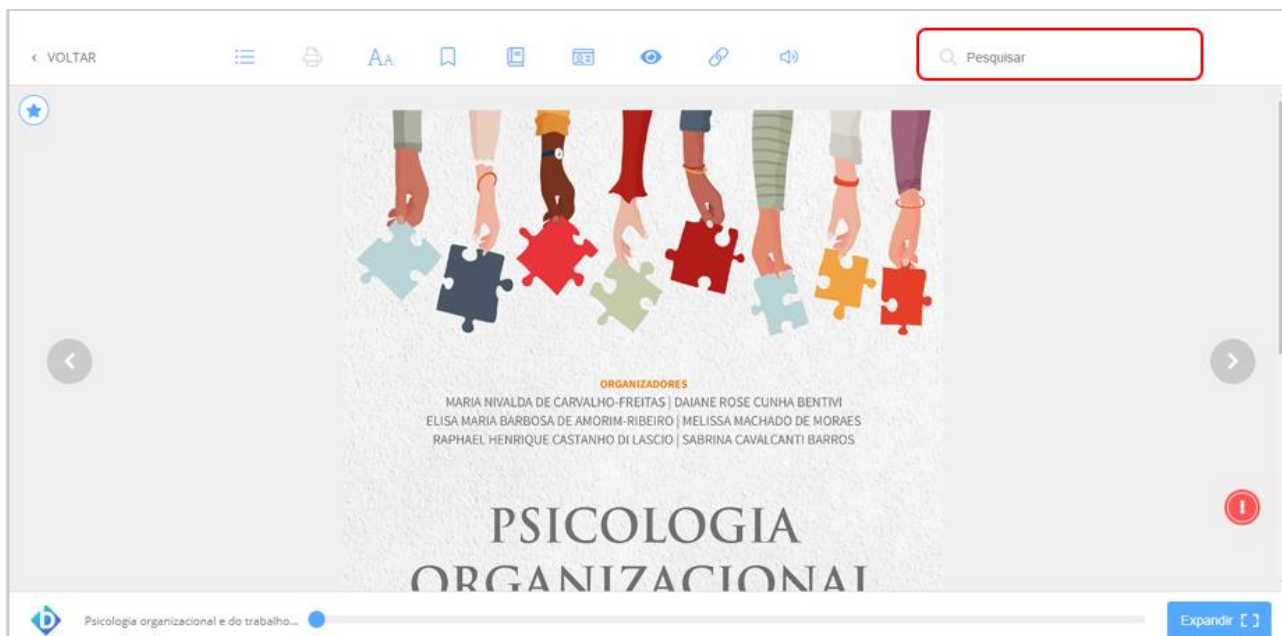 ‹ VOLTAR
AA
Pesquisar
ORGANIZADORES
MARIA NIVALDA DE CARVALHO-FREITAS | DAIANE ROSE CUNHA BENTIVI
ELISA MARIA BARBOSA DE AMORIM-RIBEIRO | MELISSA MACHADO DE MORAES
RAPHAEL HENRIQUE CASTANHO DI LASCIO | SABRINA CAVALCANTI BARROS
PSICOLOGIA
ORGANIZACIONAL
Psicologia organizacional e do trabalho...
Expandir